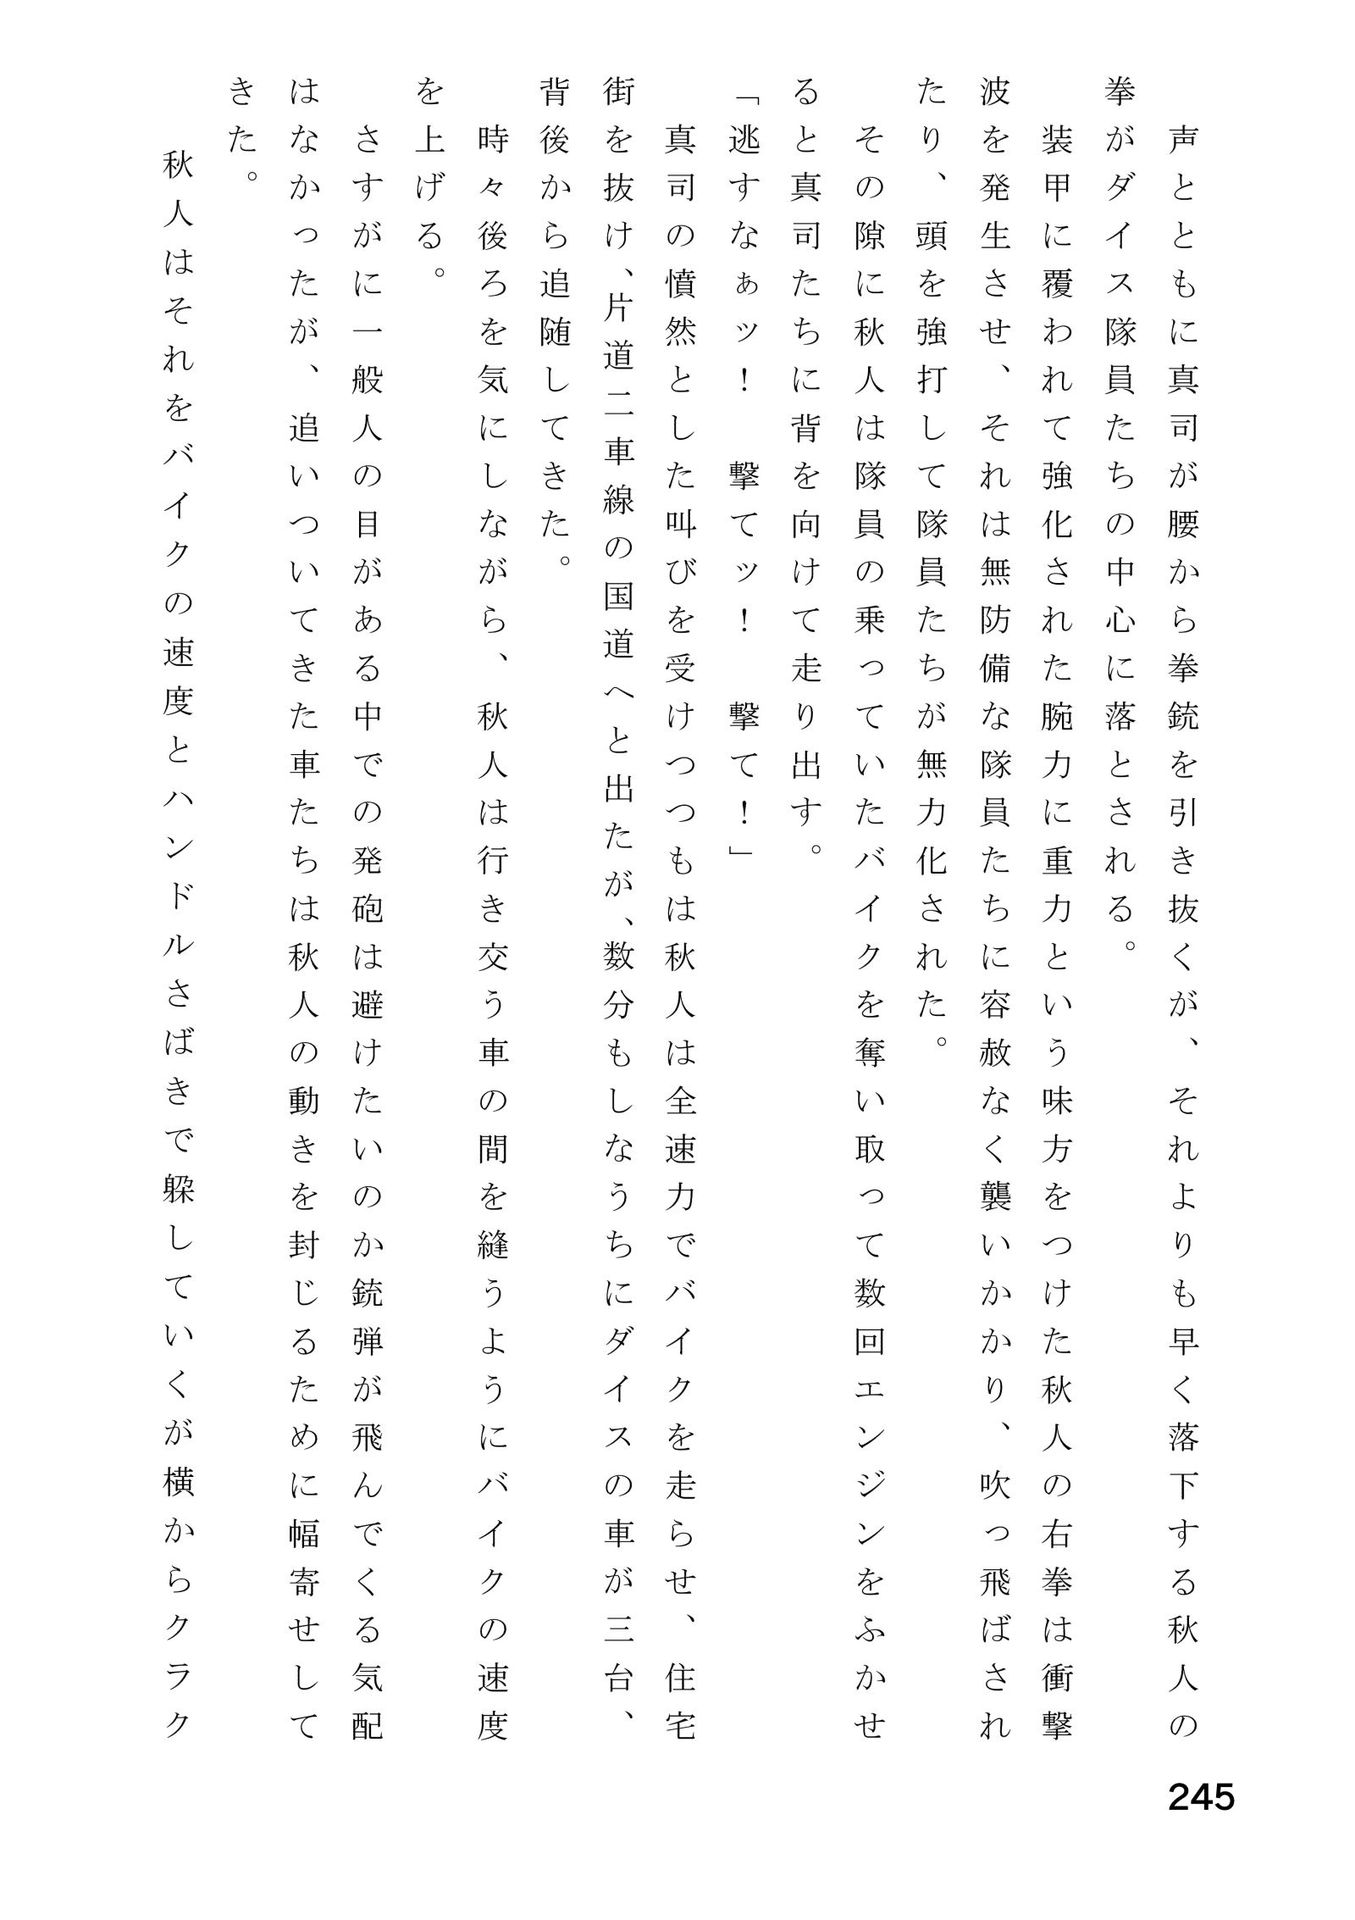 声とともに真司が腰から拳銃を引き抜くが、それよりも早く落下する秋人の
拳がダイス隊員たちの中心に落とされる。
　装甲に覆われて強化された腕力に重力という味方をつけた秋人の右拳は衝撃
波を発生させ、それは無防備な隊員たちに容赦なく襲いかかり、吹っ飛ばされ
たり、頭を強打して隊員たちが無力化された。
　その隙に秋人は隊員の乗っていたバイクを奪い取って数回エンジンをふかせ
ると真司たちに背を向けて走り出す。
「逃すなぁッ！　撃てッ！　撃て！」
　真司の憤然とした叫びを受けつつもは秋人は全速力でバイクを走らせ、住宅
街を抜け、片道二車線の国道へと出たが、数分もしなうちにダイスの車が三台、
背後から追随してきた。
　時々後ろを気にしながら、秋人は行き交う車の間を縫うようにバイクの速度
を上げる。
　さすがに一般人の目がある中での発砲は避けたいのか銃弾が飛んでくる気配
はなかったが、追いついてきた車たちは秋人の動きを封じるために幅寄せして
きた。
　秋人はそれをバイクの速度とハンドルさばきで躱していくが横からクラク
245